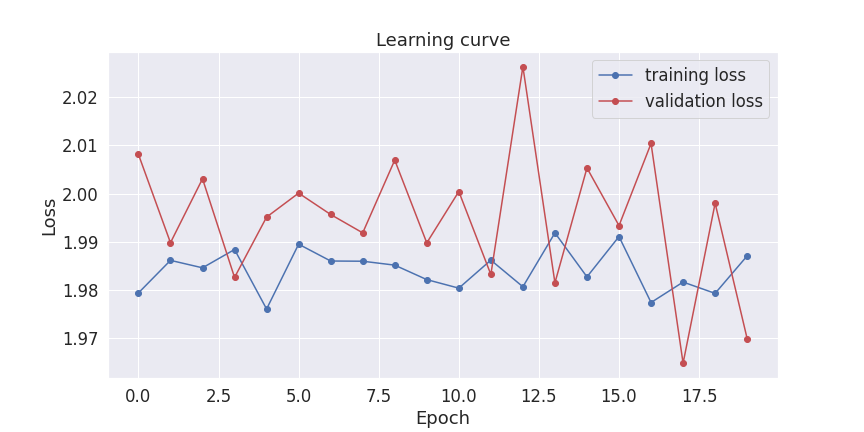 Learning curve
training loss
validation loss
Loss
2.02
2.01
2.00
1.99
1.98
1.97
0.0 2.5 5.0 7.5 10.0 12.5 15.0 17.5
Epoch